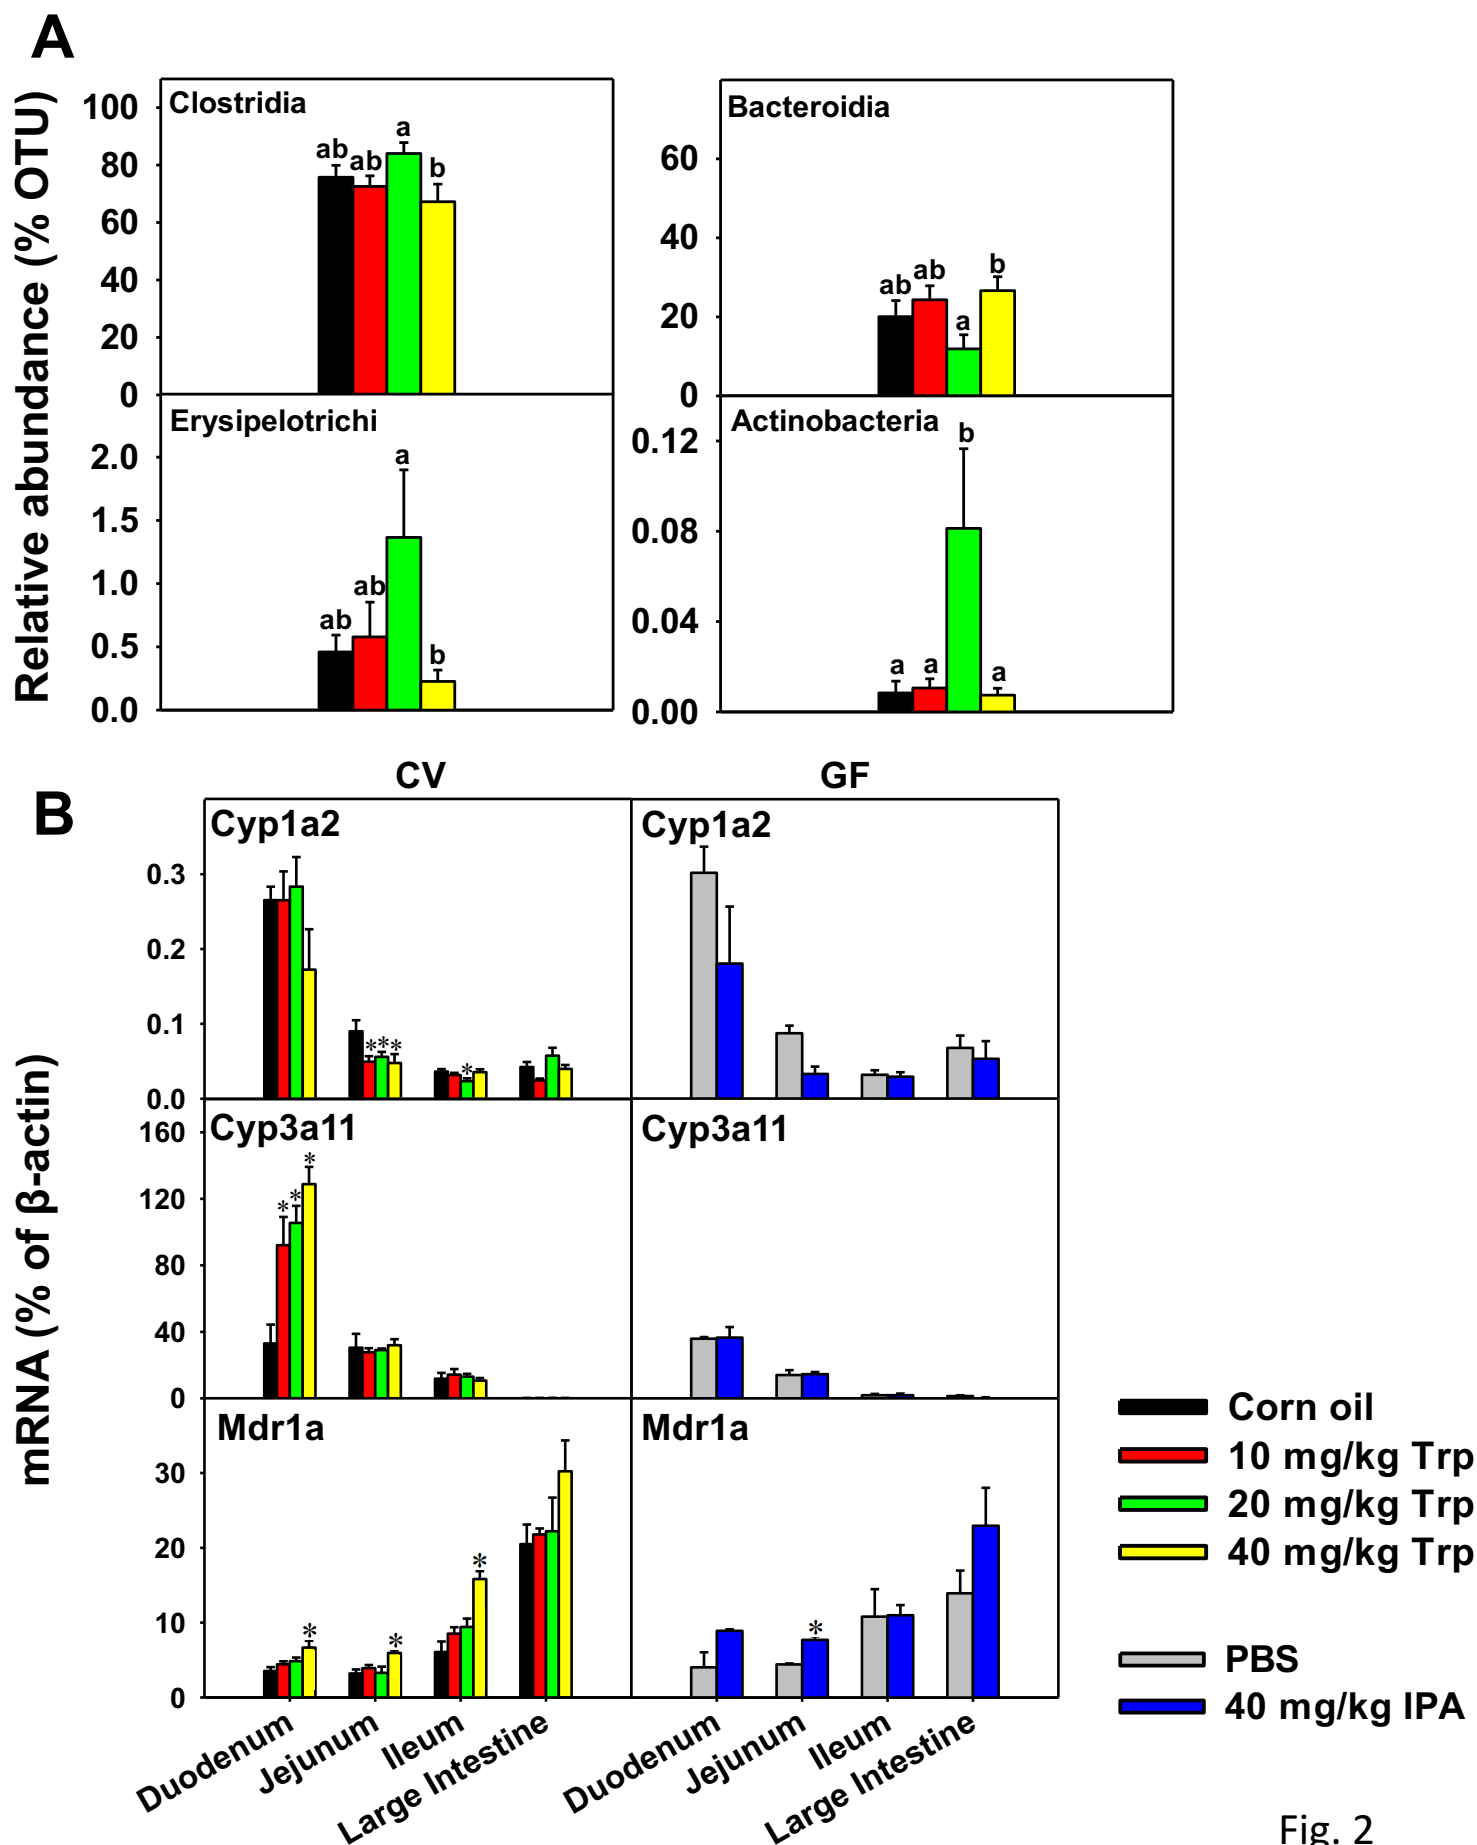 A
Relative abundance (% OTU)
Clostridia
100
80
60
40
20
0
ab
ab
a
b
Bacteroidia
60
40
20
0
ab
ab
a
b
Erysipelotrichi
2.0
1.5
1.0
0.5
0.0
ab
ab
a
b
Actinobacteria
0.12
0.08
0.04
0.00
a
a
b
a
B
CV
GF
mRNA (% of β-actin)
Cyp1a2
0.3
0.2
0.1
0.0
* * *
*
Cyp1a2
Cyp3a11
160
120
80
40
0
* * *
Cyp3a11
Mdr1a
30
20
10
0
*
*
*
Mdr1a
*
Duodenum
Jejunum
Ileum
Large Intestine
Duodenum
Jejunum
Ileum
Large Intestine
Corn oil
10 mg/kg Trp
20 mg/kg Trp
40 mg/kg Trp
PBS
40 mg/kg IPA
Fig. 2